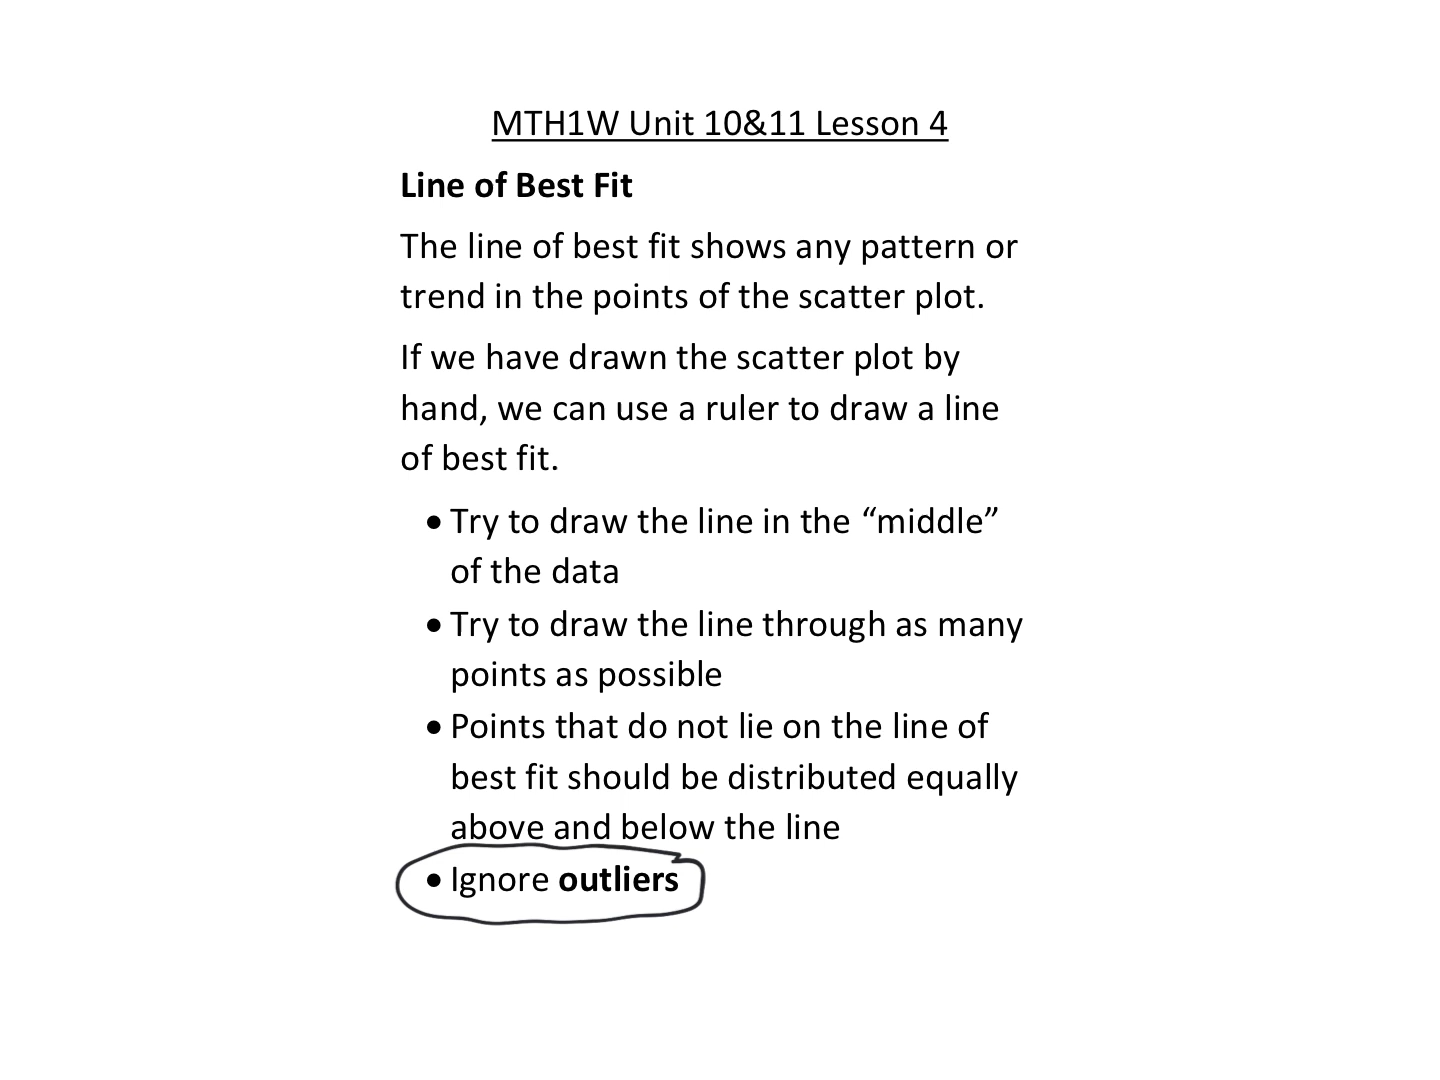 MTH1W Unit 10&11 Lesson 4
Line of Best Fit
The line of best fit shows any pattern or
trend in the points of the scatter plot.
If we have drawn the scatter plot by
hand, we can use a ruler to draw a line
of best fit.
• Try to draw the line in the “middle”
of the data
• Try to draw the line through as many
points as possible
• Points that do not lie on the line of
best fit should be distributed equally
above and below the line
• Ignore outliers